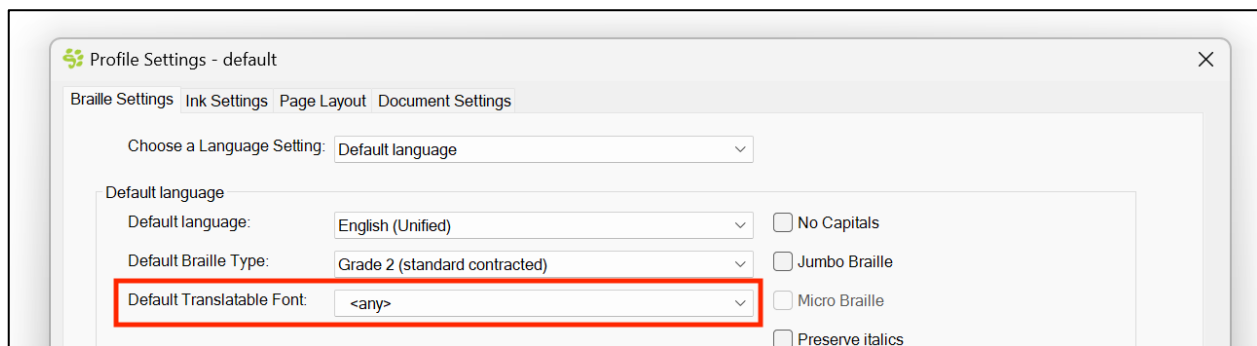 Profile Settings - default
Braille Settings Ink Settings Page Layout Document Settings
Choose a Language Setting: Default language
Default language
Default language: English (Unified) No Capitals
Default Braille Type: Grade 2 (standard contracted) Jumbo Braille
Default Translatable Font: <any> Micro Braille
Preserve italics